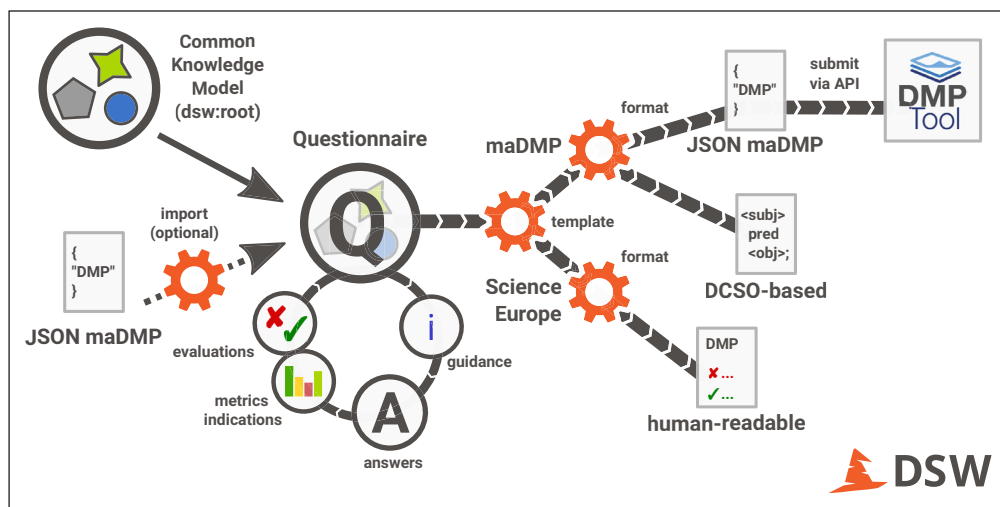 Common
Knowledge
Model
(dsw:root)
Questionnaire
Q
import
(optional)
{
"DMP"
}
JSON maDMP
evaluations
metrics
indications
A
answers
i
guidance
template
maDMP
format
{
"DMP"
}
JSON maDMP
submit
via API
DMP
Tool
<subj>
pred
<obj>;
DCSO-based
format
Science
Europe
DMP
✘ ...
✓...
human-readable
DSW